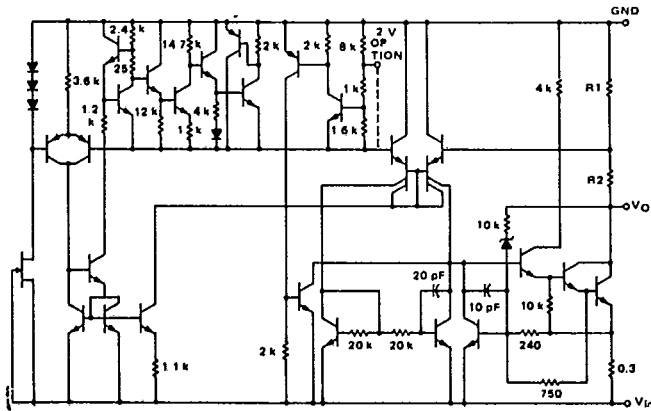 GND
2 V
OP
TION
2.4 k
14 7 k
2 k
2 k
8 k
3.6 k
25
1.2 k
12 k
1 k
4 k
1 k
1 6 k
4 k
R1
R2
VO
10 k
20 pF
10 pF
10 k
20 k
20 k
240
2 k
1.1 k
750
0.3
Vin